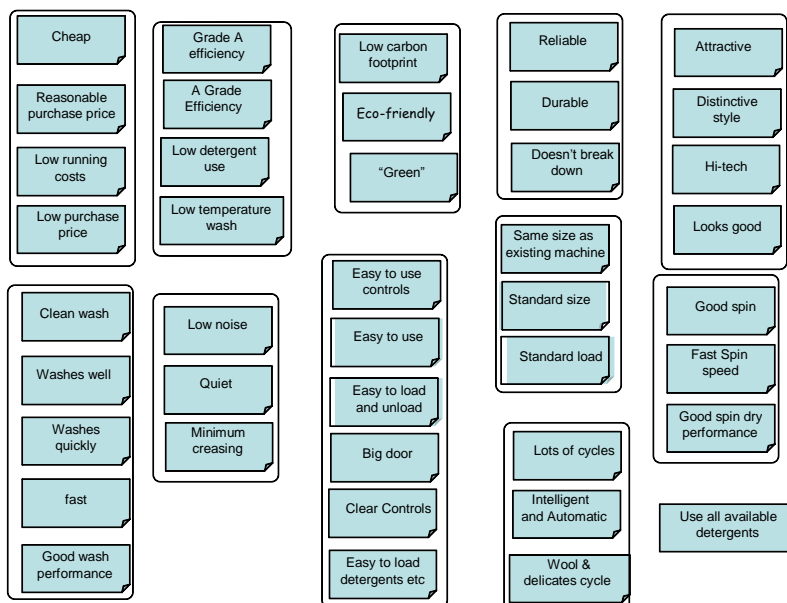 Cheap
Reasonable
purchase price
Low running
costs
Low purchase
price
Grade A
efficiency
A Grade
Efficiency
Low detergent
use
Low temperature
wash
Low carbon
footprint
Eco-friendly
“Green”
Reliable
Durable
Doesn’t break
down
Attractive
Distinctive
style
Hi-tech
Looks good
Clean wash
Washes well
Washes
quickly
fast
Good wash
performance
Low noise
Quiet
Minimum
creasing
Easy to use
controls
Easy to use
Easy to load
and unload
Big door
Clear Controls
Easy to load
detergents etc
Same size as
existing machine
Standard size
Standard load
Lots of cycles
Intelligent
and Automatic
Wool &
delicates cycle
Good spin
Fast Spin
speed
Good spin dry
performance
Use all available
detergents